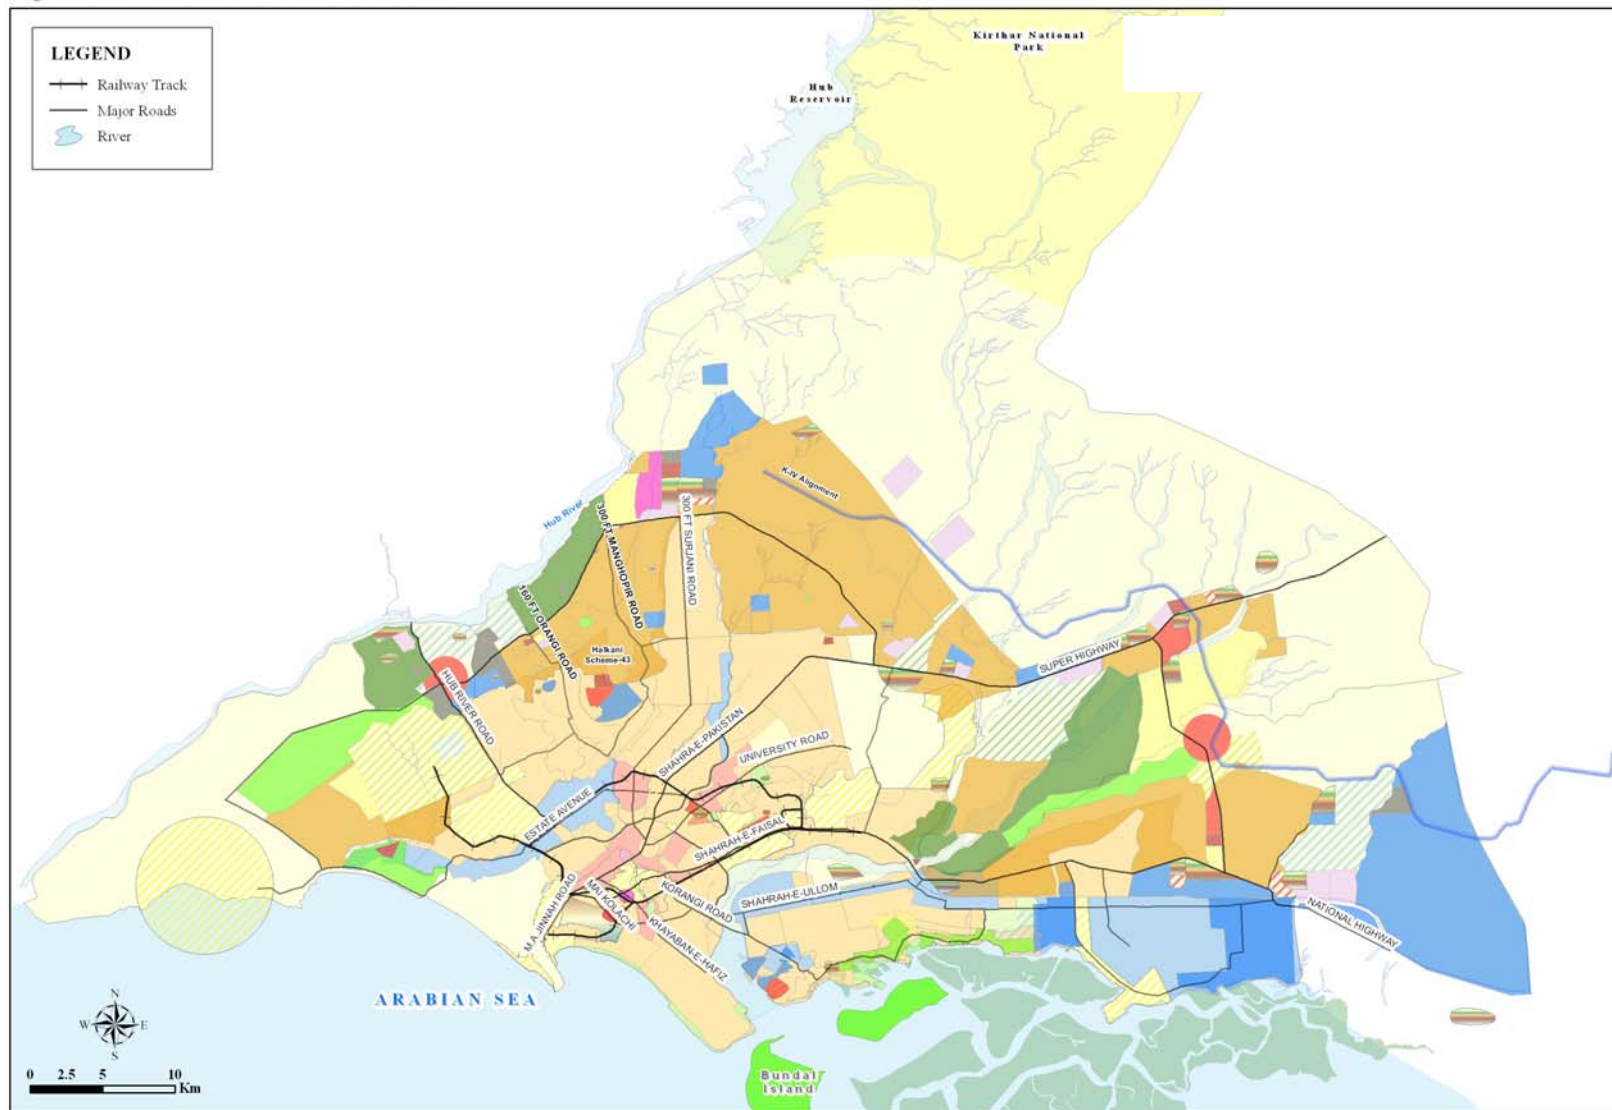 LEGEND
Railway Track
Major Roads
River
Kirthar National
Park
Hub
Reservoir
K-IV Alignment
Hub River
300 FT MANGHOPIR ROAD
300 FT SURJANI ROAD
160 FT ORANGI ROAD
Halkani
Scheme-43
SUPER HIGHWAY
HUB RIVER ROAD
SHAHRA-E-PAKISTAN
UNIVERSITY ROAD
ESTATE AVENUE
SHAHRAH-E-FAISAL
M.A.JINNAH ROAD
MAI KOLACHI
KORANGI ROAD
SHAHRAH-E-ULLOM
KHAYABAN-E-HAFIZ
NATIONAL HIGHWAY
ARABIAN SEA
Bundal
Island
N
W E
S
0 2.5 5 10
Km